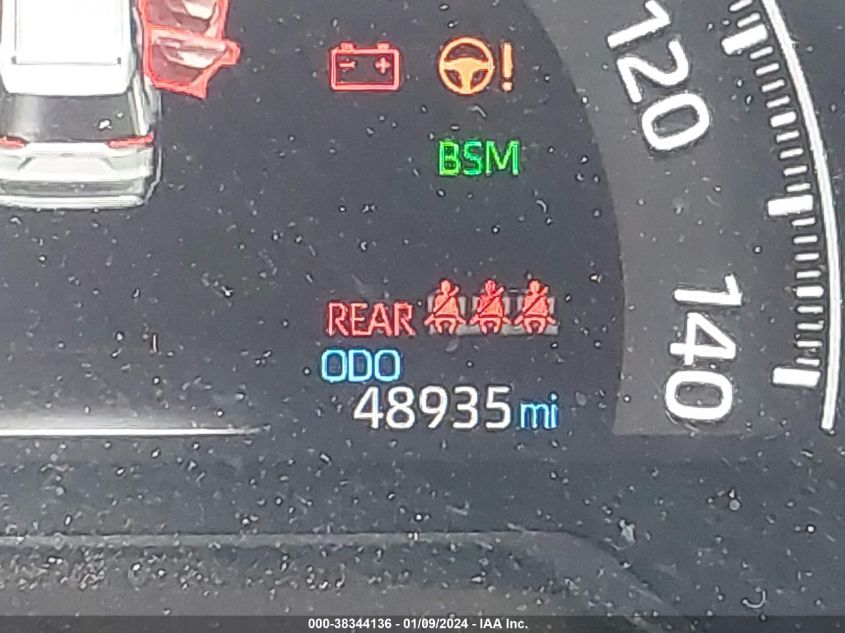 120
BSM
140
REAR
ODO
48935 mi
000-38344136 - 01/09/2024 - IAA Inc.